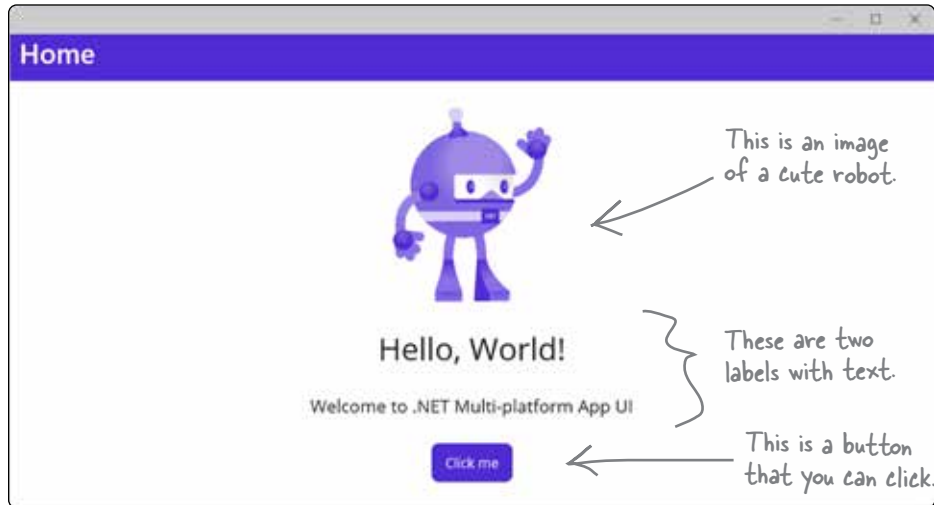 Home
This is an image
of a cute robot.
Hello, World!
These are two
labels with text.
Welcome to .NET Multi-platform App UI
Click me
This is a button
that you can click.